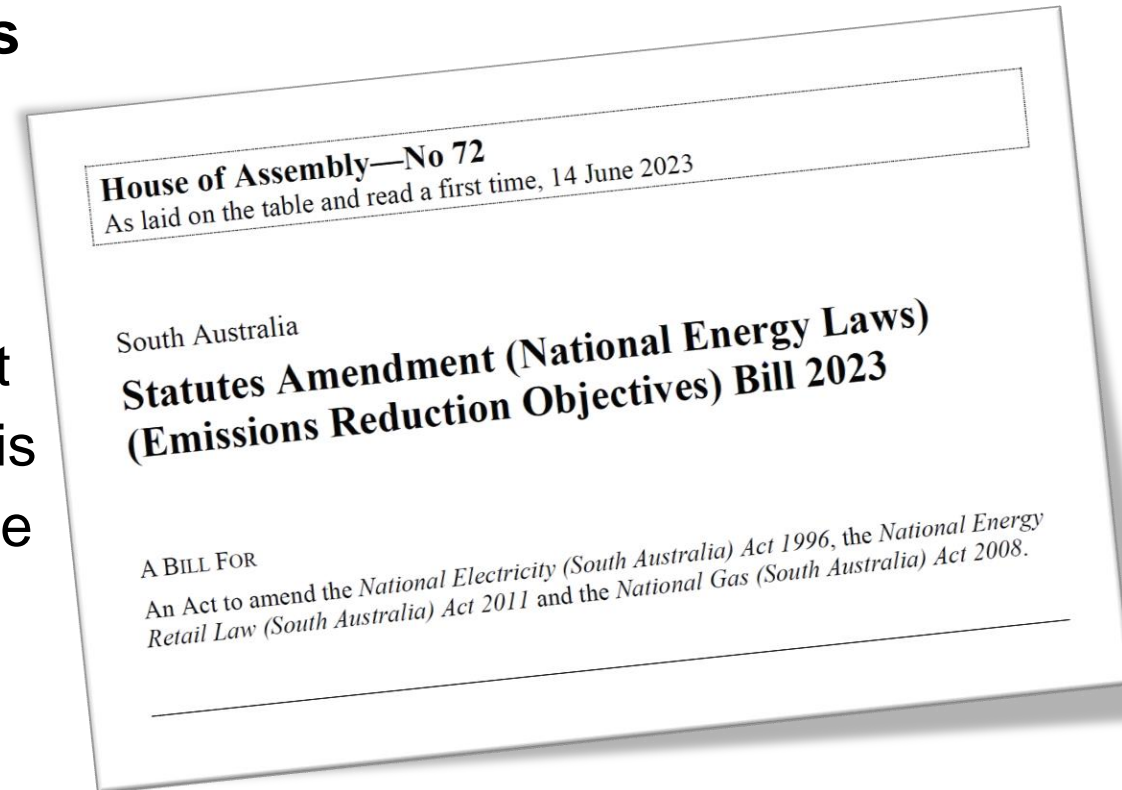 s
House of Assembly—No 72
As laid on the table and read a first time, 14 June 2023
South Australia
Statutes Amendment (National Energy Laws)
(Emissions Reduction Objectives) Bill 2023
t
is
e
A BILL FOR
An Act to amend the National Electricity (South Australia) Act 1996, the National Energy
Retail Law (South Australia) Act 2011 and the National Gas (South Australia) Act 2008.